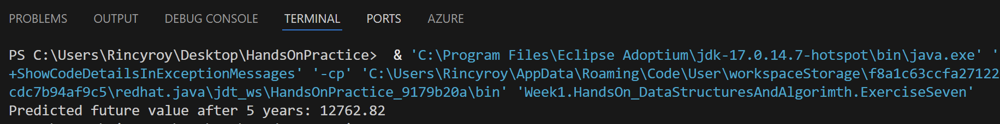 PROBLEMS OUTPUT DEBUG CONSOLE TERMINAL PORTS AZURE
PS C:\Users\Rincyroy\Desktop\HandsOnPractice>  & 'C:\Program Files\Eclipse Adoptium\jdk-17.0.14.7-hotspot\bin\java.exe' '
+ShowCodeDetailsInExceptionMessages' '-cp' 'C:\Users\Rincyroy\AppData\Roaming\Code\User\workspaceStorage\f8a1c63ccfa27122
cdc7b94af9c5\redhat.java\jdt_ws\HandsOnPractice_9179b20a\bin' 'Week1.HandsOn_DataStructuresAndAlgorimth.ExerciseSeven'
Predicted future value after 5 years: 12762.82